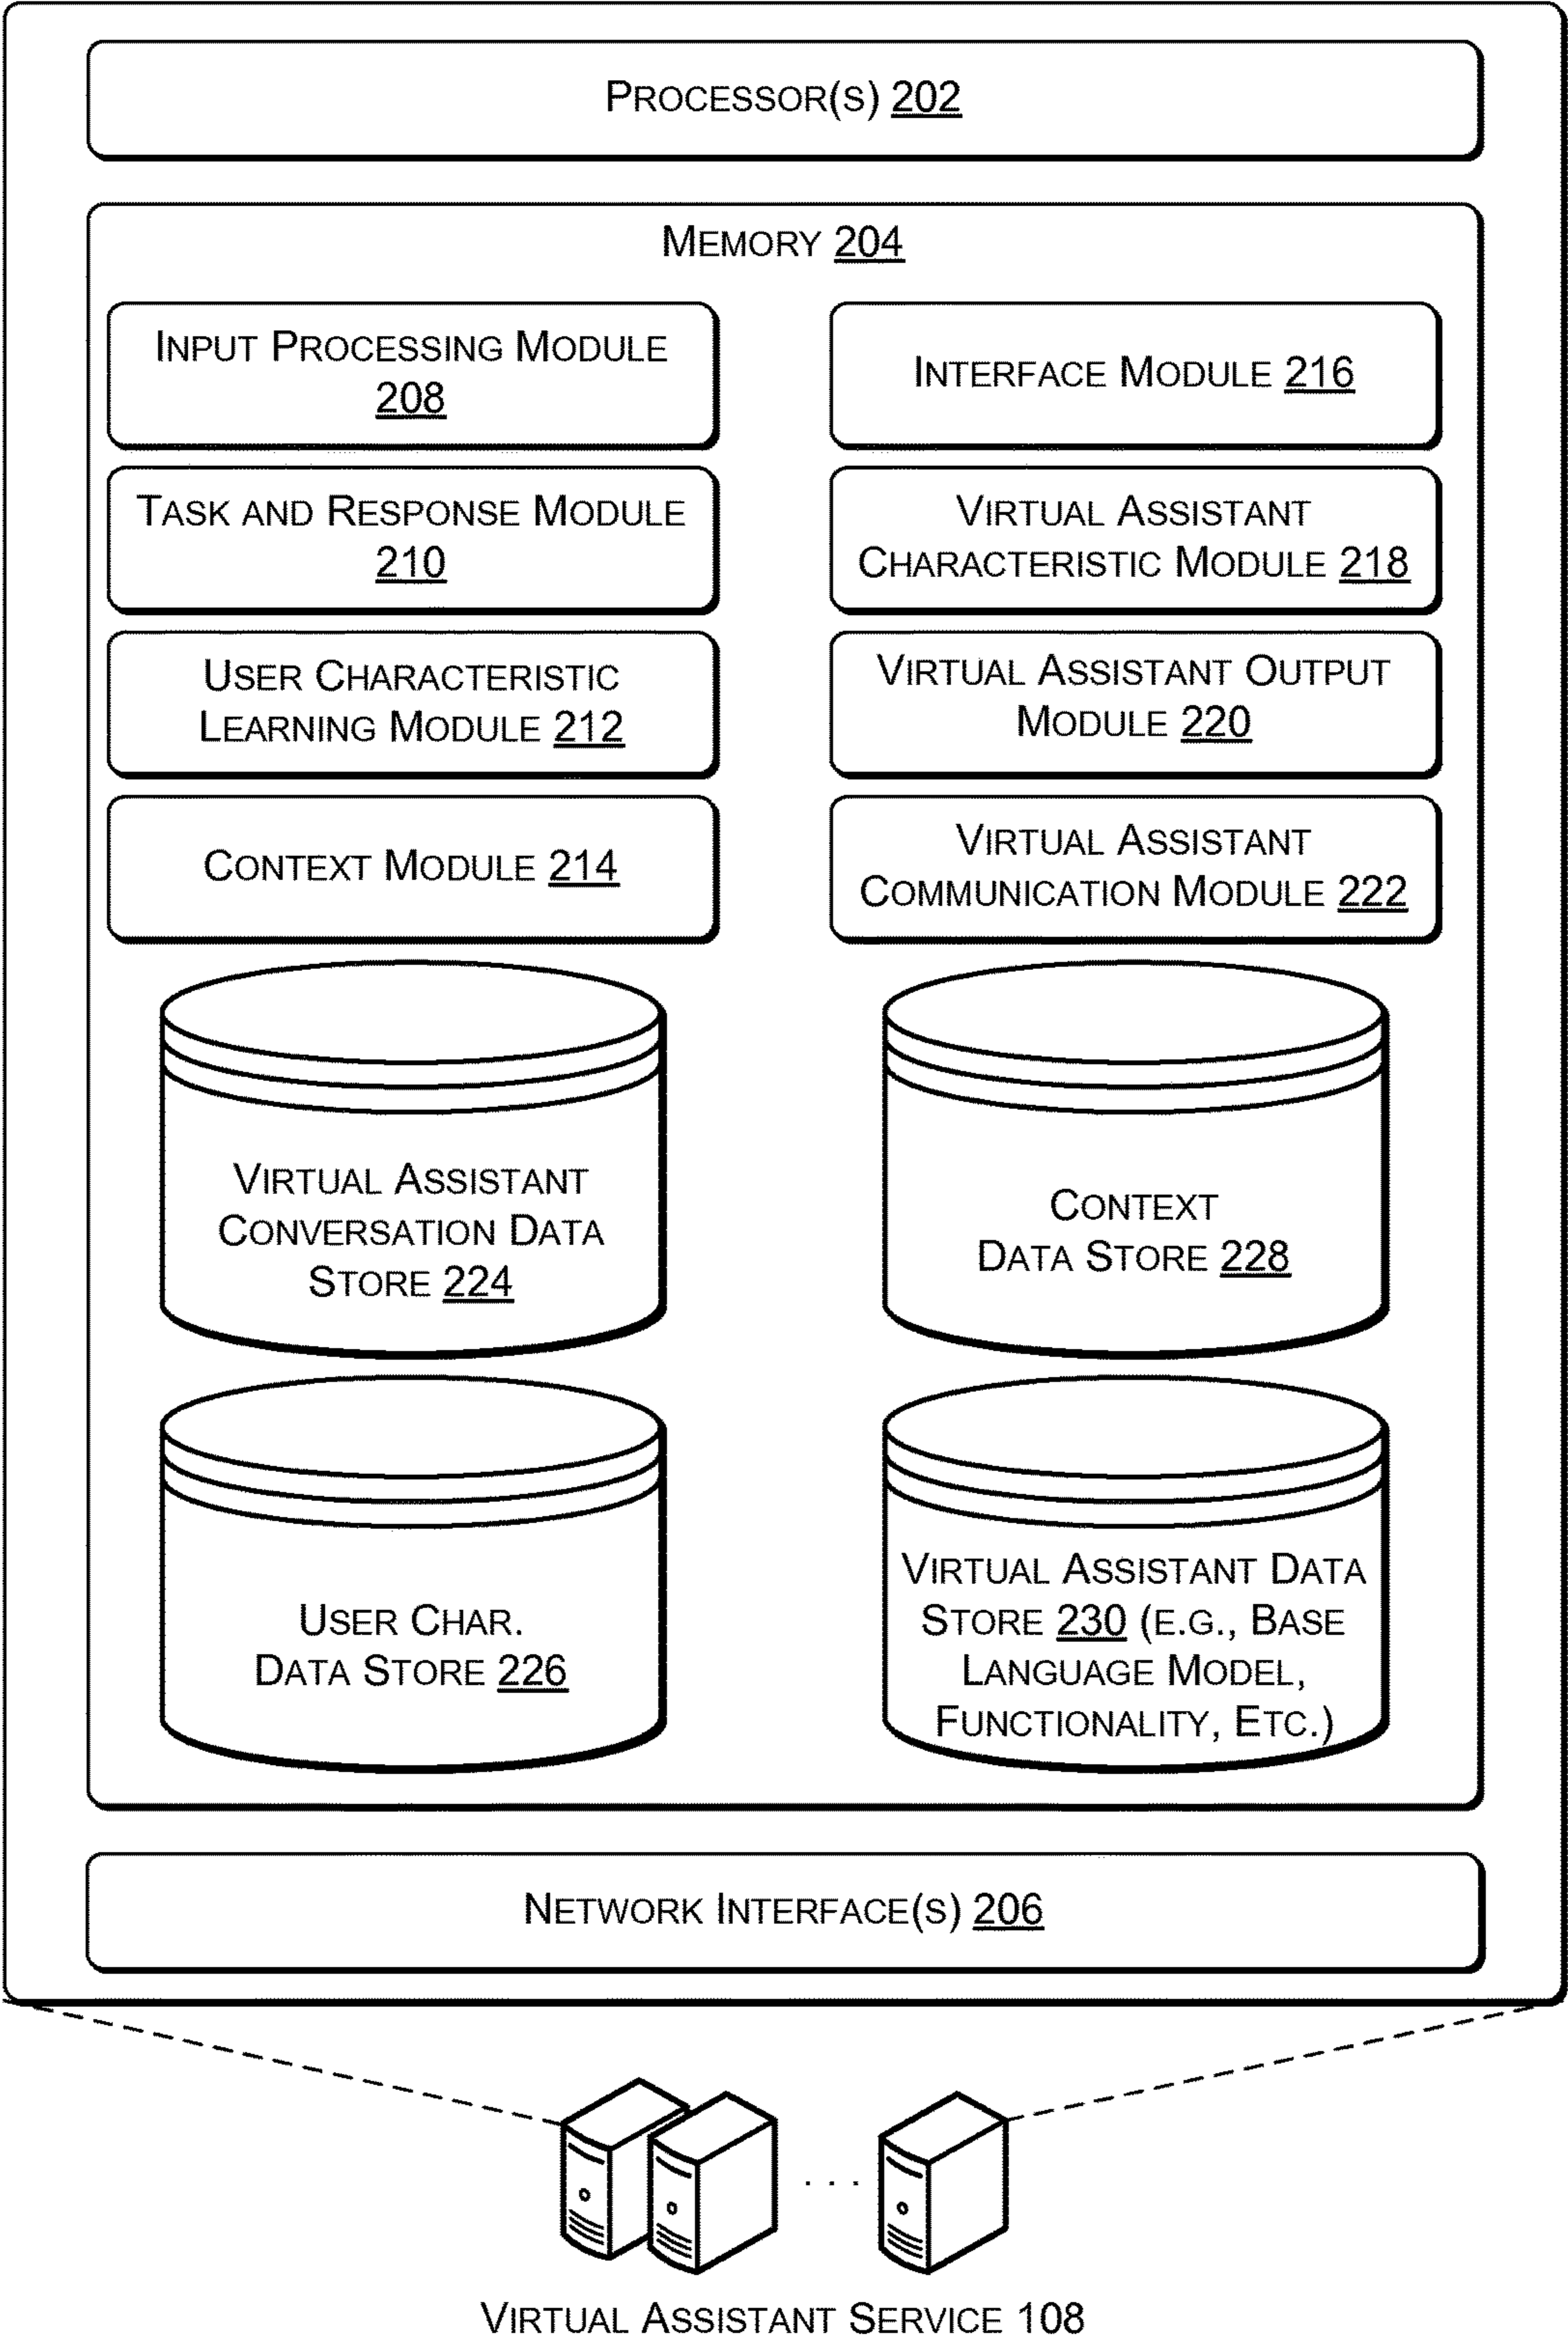 PROCESSOR(S) 202
MEMORY 204
INPUT PROCESSING MODULE
208
TASK AND RESPONSE MODULE
210
USER CHARACTERISTIC
LEARNING MODULE 212
CONTEXT MODULE 214
INTERFACE MODULE 216
VIRTUAL ASSISTANT
CHARACTERISTIC MODULE 218
VIRTUAL ASSISTANT OUTPUT
MODULE 220
VIRTUAL ASSISTANT
COMMUNICATION MODULE 222
VIRTUAL ASSISTANT
CONVERSATION DATA
STORE 224
CONTEXT
DATA STORE 228
USER CHAR.
DATA STORE 226
VIRTUAL ASSISTANT DATA
STORE 230 (E.G., BASE
LANGUAGE MODEL,
FUNCTIONALITY, ETC.)
NETWORK INTERFACE(S) 206
. . .
VIRTUAL ASSISTANT SERVICE 108